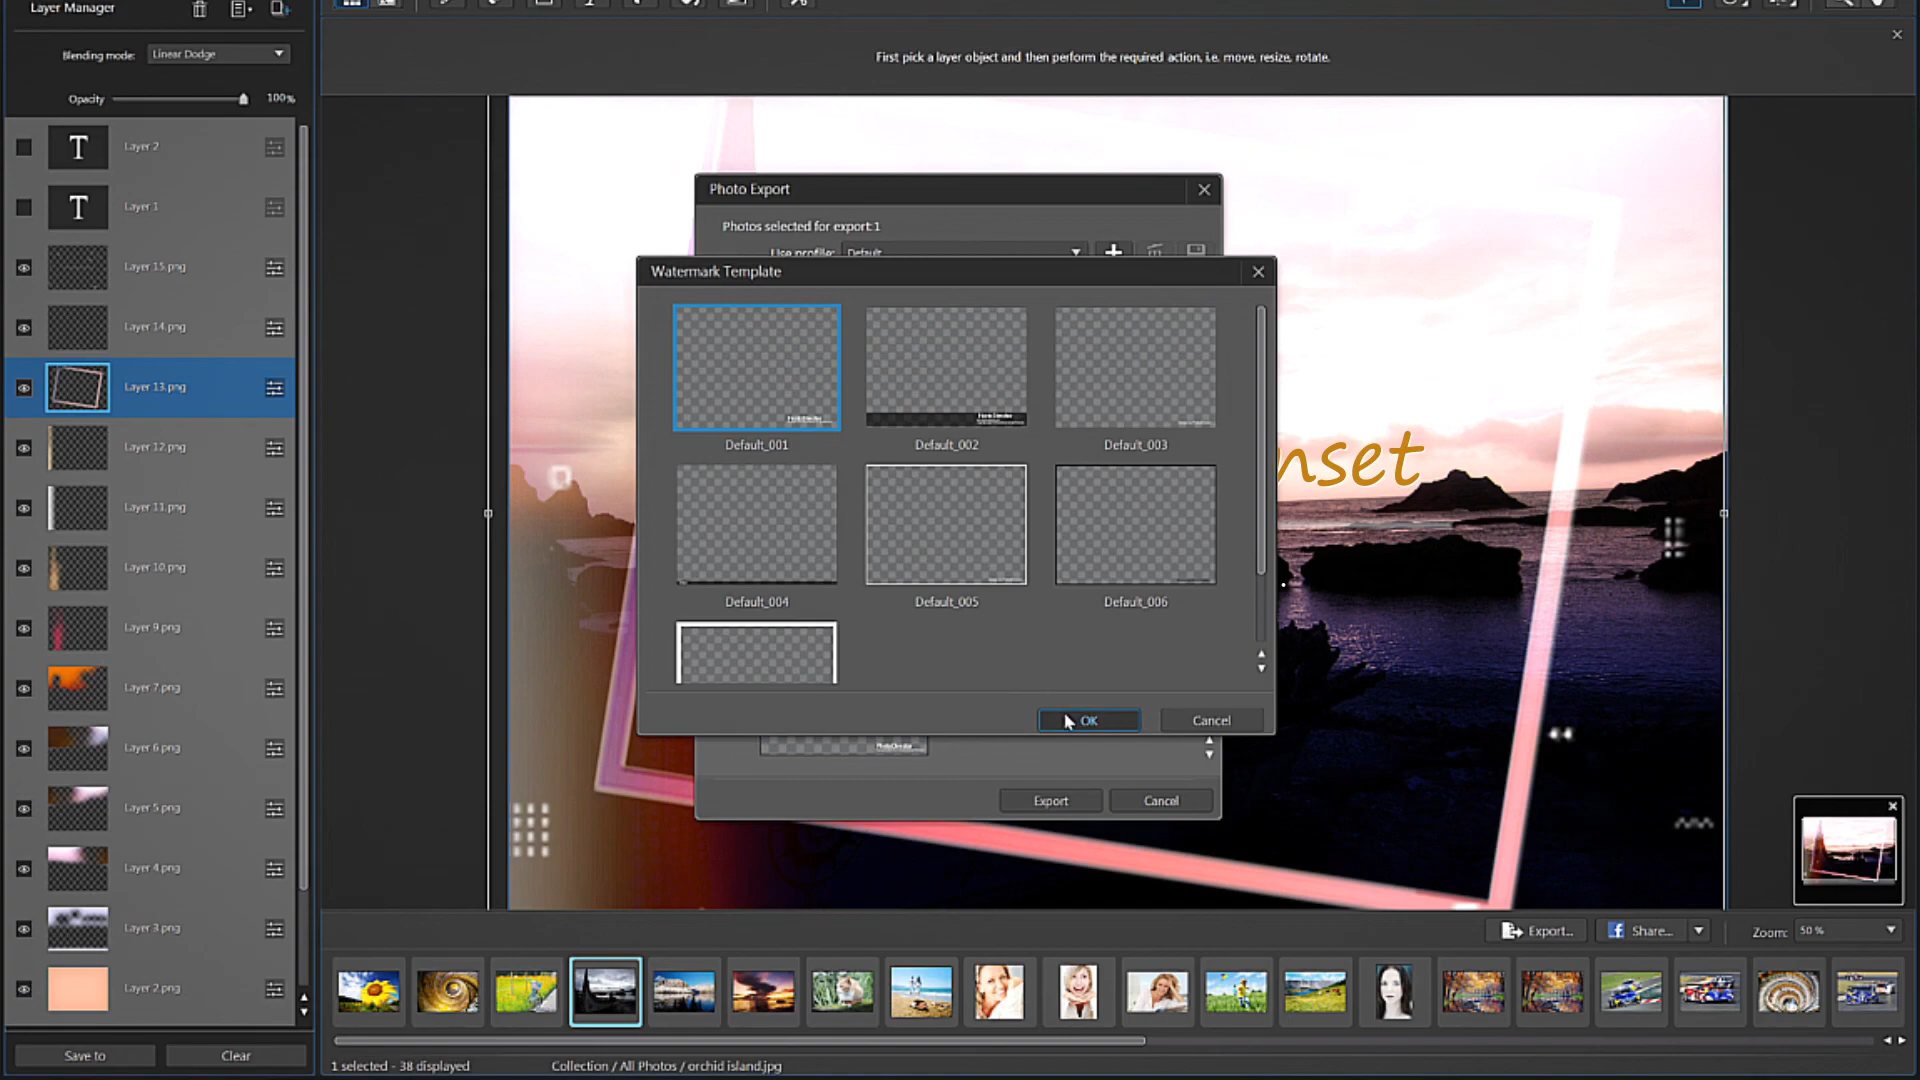 Layer Manager
Blending mode: Linear Dodge
Opacity 100%
T Layer 2
T Layer 1
Layer 15.png
Layer 14.png
Layer 13.png
Layer 12.png
Layer 11.png
Layer 10.png
Layer 9.png
Layer 7.png
Layer 6.png
Layer 5.png
Layer 4.png
Layer 3.png
Layer 2.png
Save to Clear
First pick a layer object and then perform the required action, i.e. move, resize, rotate.
Photo Export
Photos selected for export:1
Use profile: Default
Watermark Template
PhotoDirector
PhotoDirector
Default_001 Default_002 Default_003
Default_004 Default_005 Default_006
OK Cancel
PhotoDirector
Export Cancel
nset
Export... Share... Zoom: 50 %
1 selected - 38 displayed Collection / All Photos / orchid island.jpg